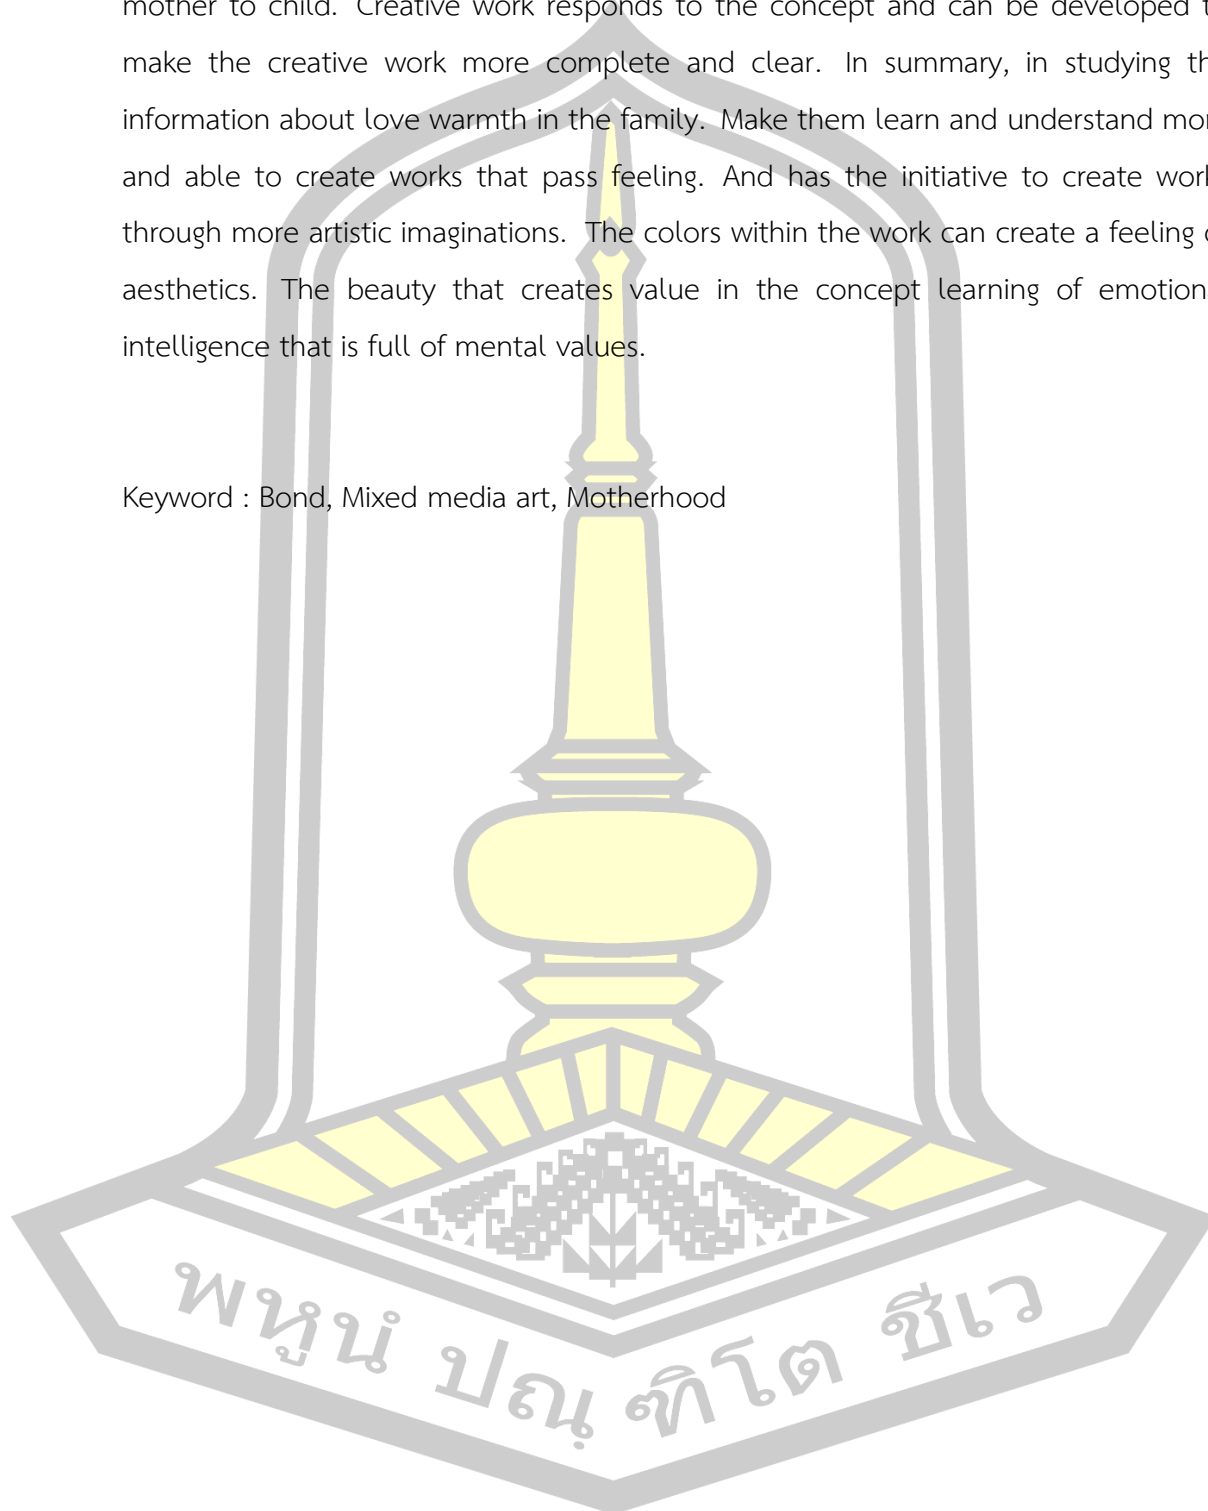 mother to child. Creative work responds to the concept and can be developed t
make the creative work more complete and clear. In summary, in studying th
information about love warmth in the family. Make them learn and understand mor
and able to create works that pass feeling. And has the initiative to create work
through more artistic imaginations. The colors within the work can create a feeling o
aesthetics. The beauty that creates value in the concept learning of emotion
intelligence that is full of mental values.
Keyword : Bond, Mixed media art, Motherhood
พหูนํ ปณฺ ฑิโต ชีเว